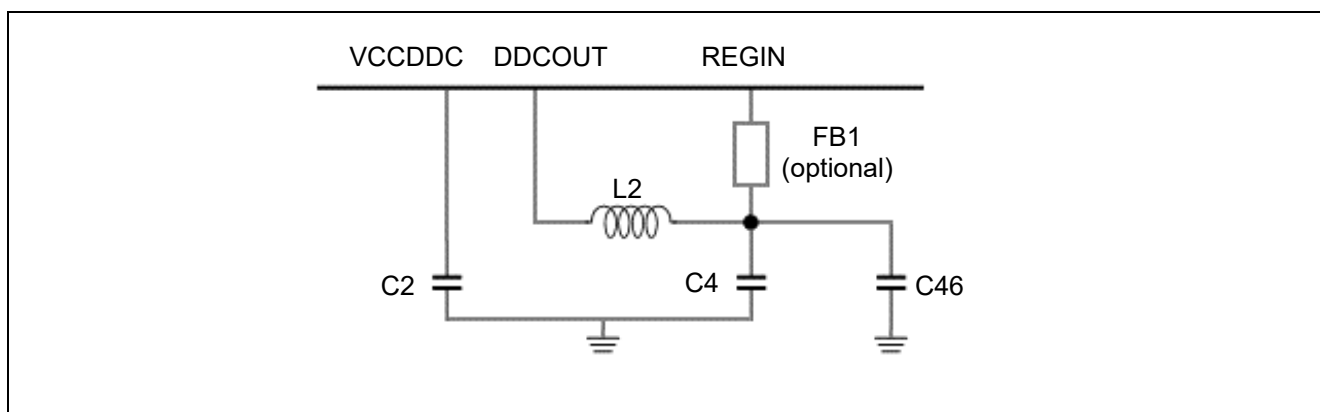 VCCDDC DDCOUT REGIN
FB1
(optional)
L2
C2 C4 C46